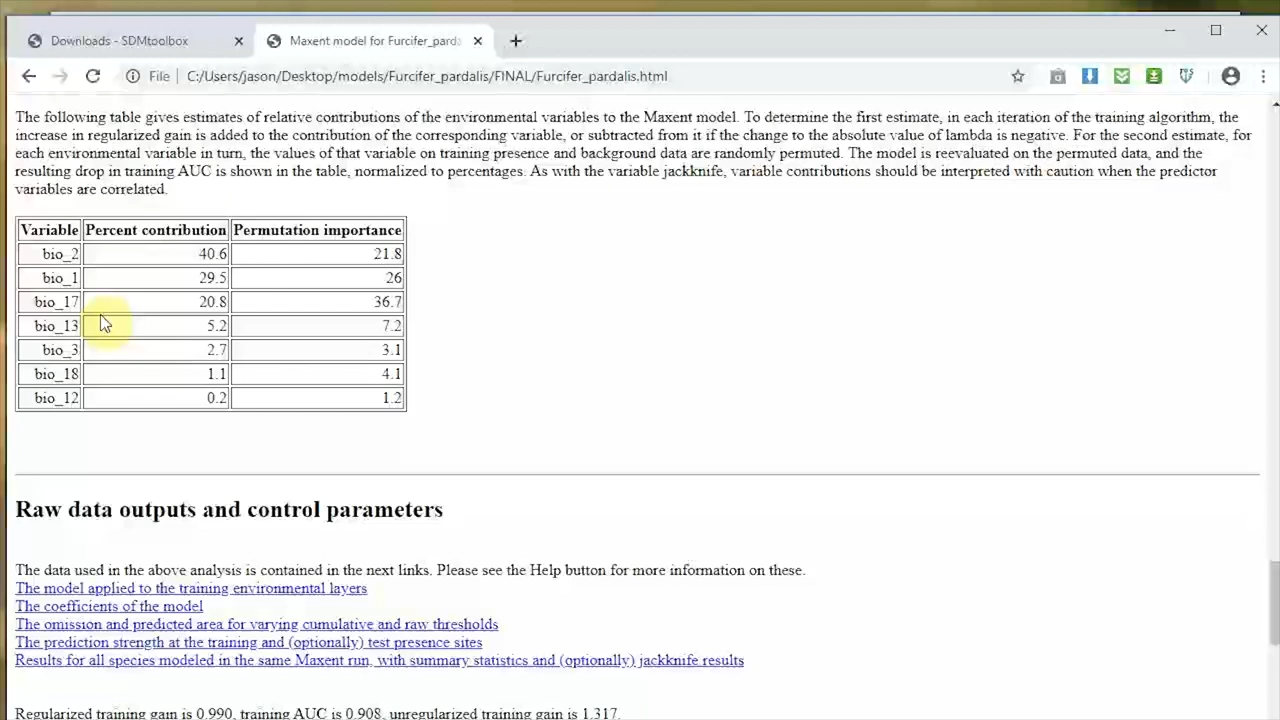 Downloads - SDMtoolbox
Maxent model for Furcifer_parda
File C:/Users/jason/Desktop/models/Furcifer_pardalis/FINAL/Furcifer_pardalis.html
The following table gives estimates of relative contributions of the environmental variables to the Maxent model. To determine the first estimate, in each iteration of the training algorithm, the
increase in regularized gain is added to the contribution of the corresponding variable, or subtracted from it if the change to the absolute value of lambda is negative. For the second estimate, for
each environmental variable in turn, the values of that variable on training presence and background data are randomly permuted. The model is reevaluated on the permuted data, and the
resulting drop in training AUC is shown in the table, normalized to percentages. As with the variable jackknife, variable contributions should be interpreted with caution when the predictor
variables are correlated.
Variable Percent contribution Permutation importance
bio_2 40.6 21.8
bio_1 29.5 26
bio_17 20.8 36.7
bio_13 5.2 7.2
bio_3 2.7 3.1
bio_18 1.1 4.1
bio_12 0.2 1.2
Raw data outputs and control parameters
The data used in the above analysis is contained in the next links. Please see the Help button for more information on these.
The model applied to the training environmental layers
The coefficients of the model
The omission and predicted area for varying cumulative and raw thresholds
The prediction strength at the training and (optionally) test presence sites
Results for all species modeled in the same Maxent run, with summary statistics and (optionally) jackknife results
Regularized training gain is 0.990, training AUC is 0.908, unregularized training gain is 1.317.